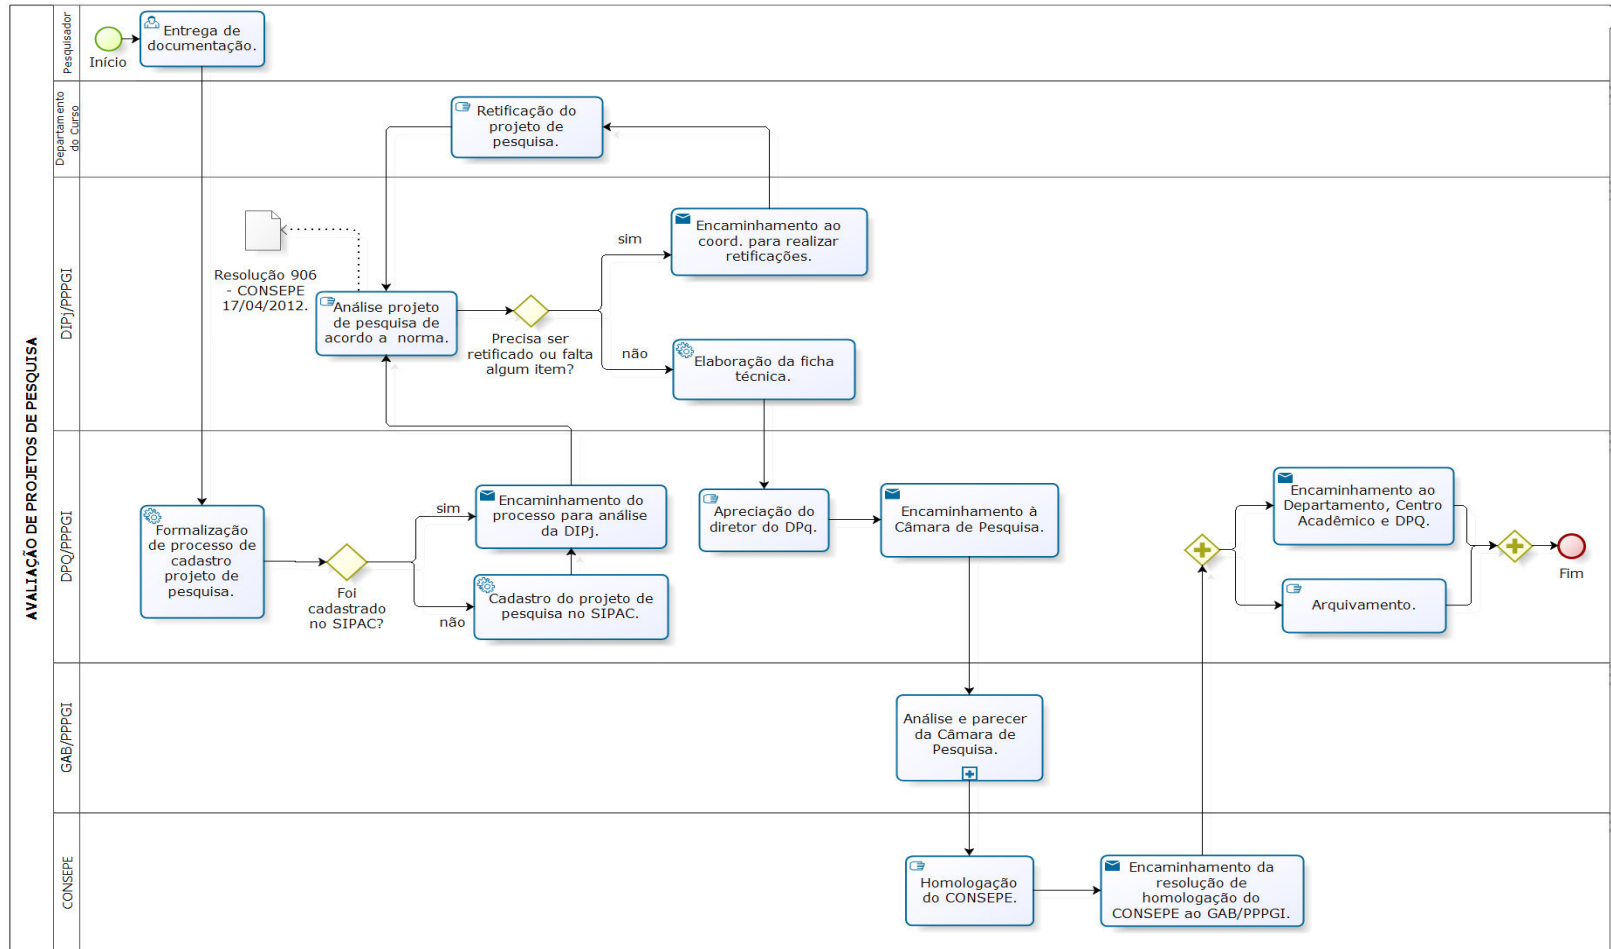 AVALIAÇÃO DE PROJETOS DE PESQUISA
Pesquisador
Início
Entrega de
documentação.
Departamento
do Curso
Retificação do
projeto de
pesquisa.
DIPj/PPPGI
Resolução 906
- CONSEPE
17/04/2012.
Análise projeto
de pesquisa de
acordo a norma.
Precisa ser
retificado ou falta
algum item?
sim
Encaminhamento ao
coord. para realizar
retificações.
não
Elaboração da ficha
técnica.
DPQ/PPPGI
Formalização
de processo de
cadastro
projeto de
pesquisa.
Foi
cadastrado
no SIPAC?
sim
Encaminhamento do
processo para análise
da DIPj.
não
Cadastro do projeto de
pesquisa no SIPAC.
Apreciação do
diretor do DPq.
Encaminhamento à
Câmara de Pesquisa.
Encaminhamento ao
Departamento, Centro
Acadêmico e DPQ.
Arquivamento.
Fim
GAB/PPPGI
Análise e parecer
da Câmara de
Pesquisa.
CONSEPE
Homologação
do CONSEPE.
Encaminhamento da
resolução de
homologação do
CONSEPE ao GAB/PPPGI.